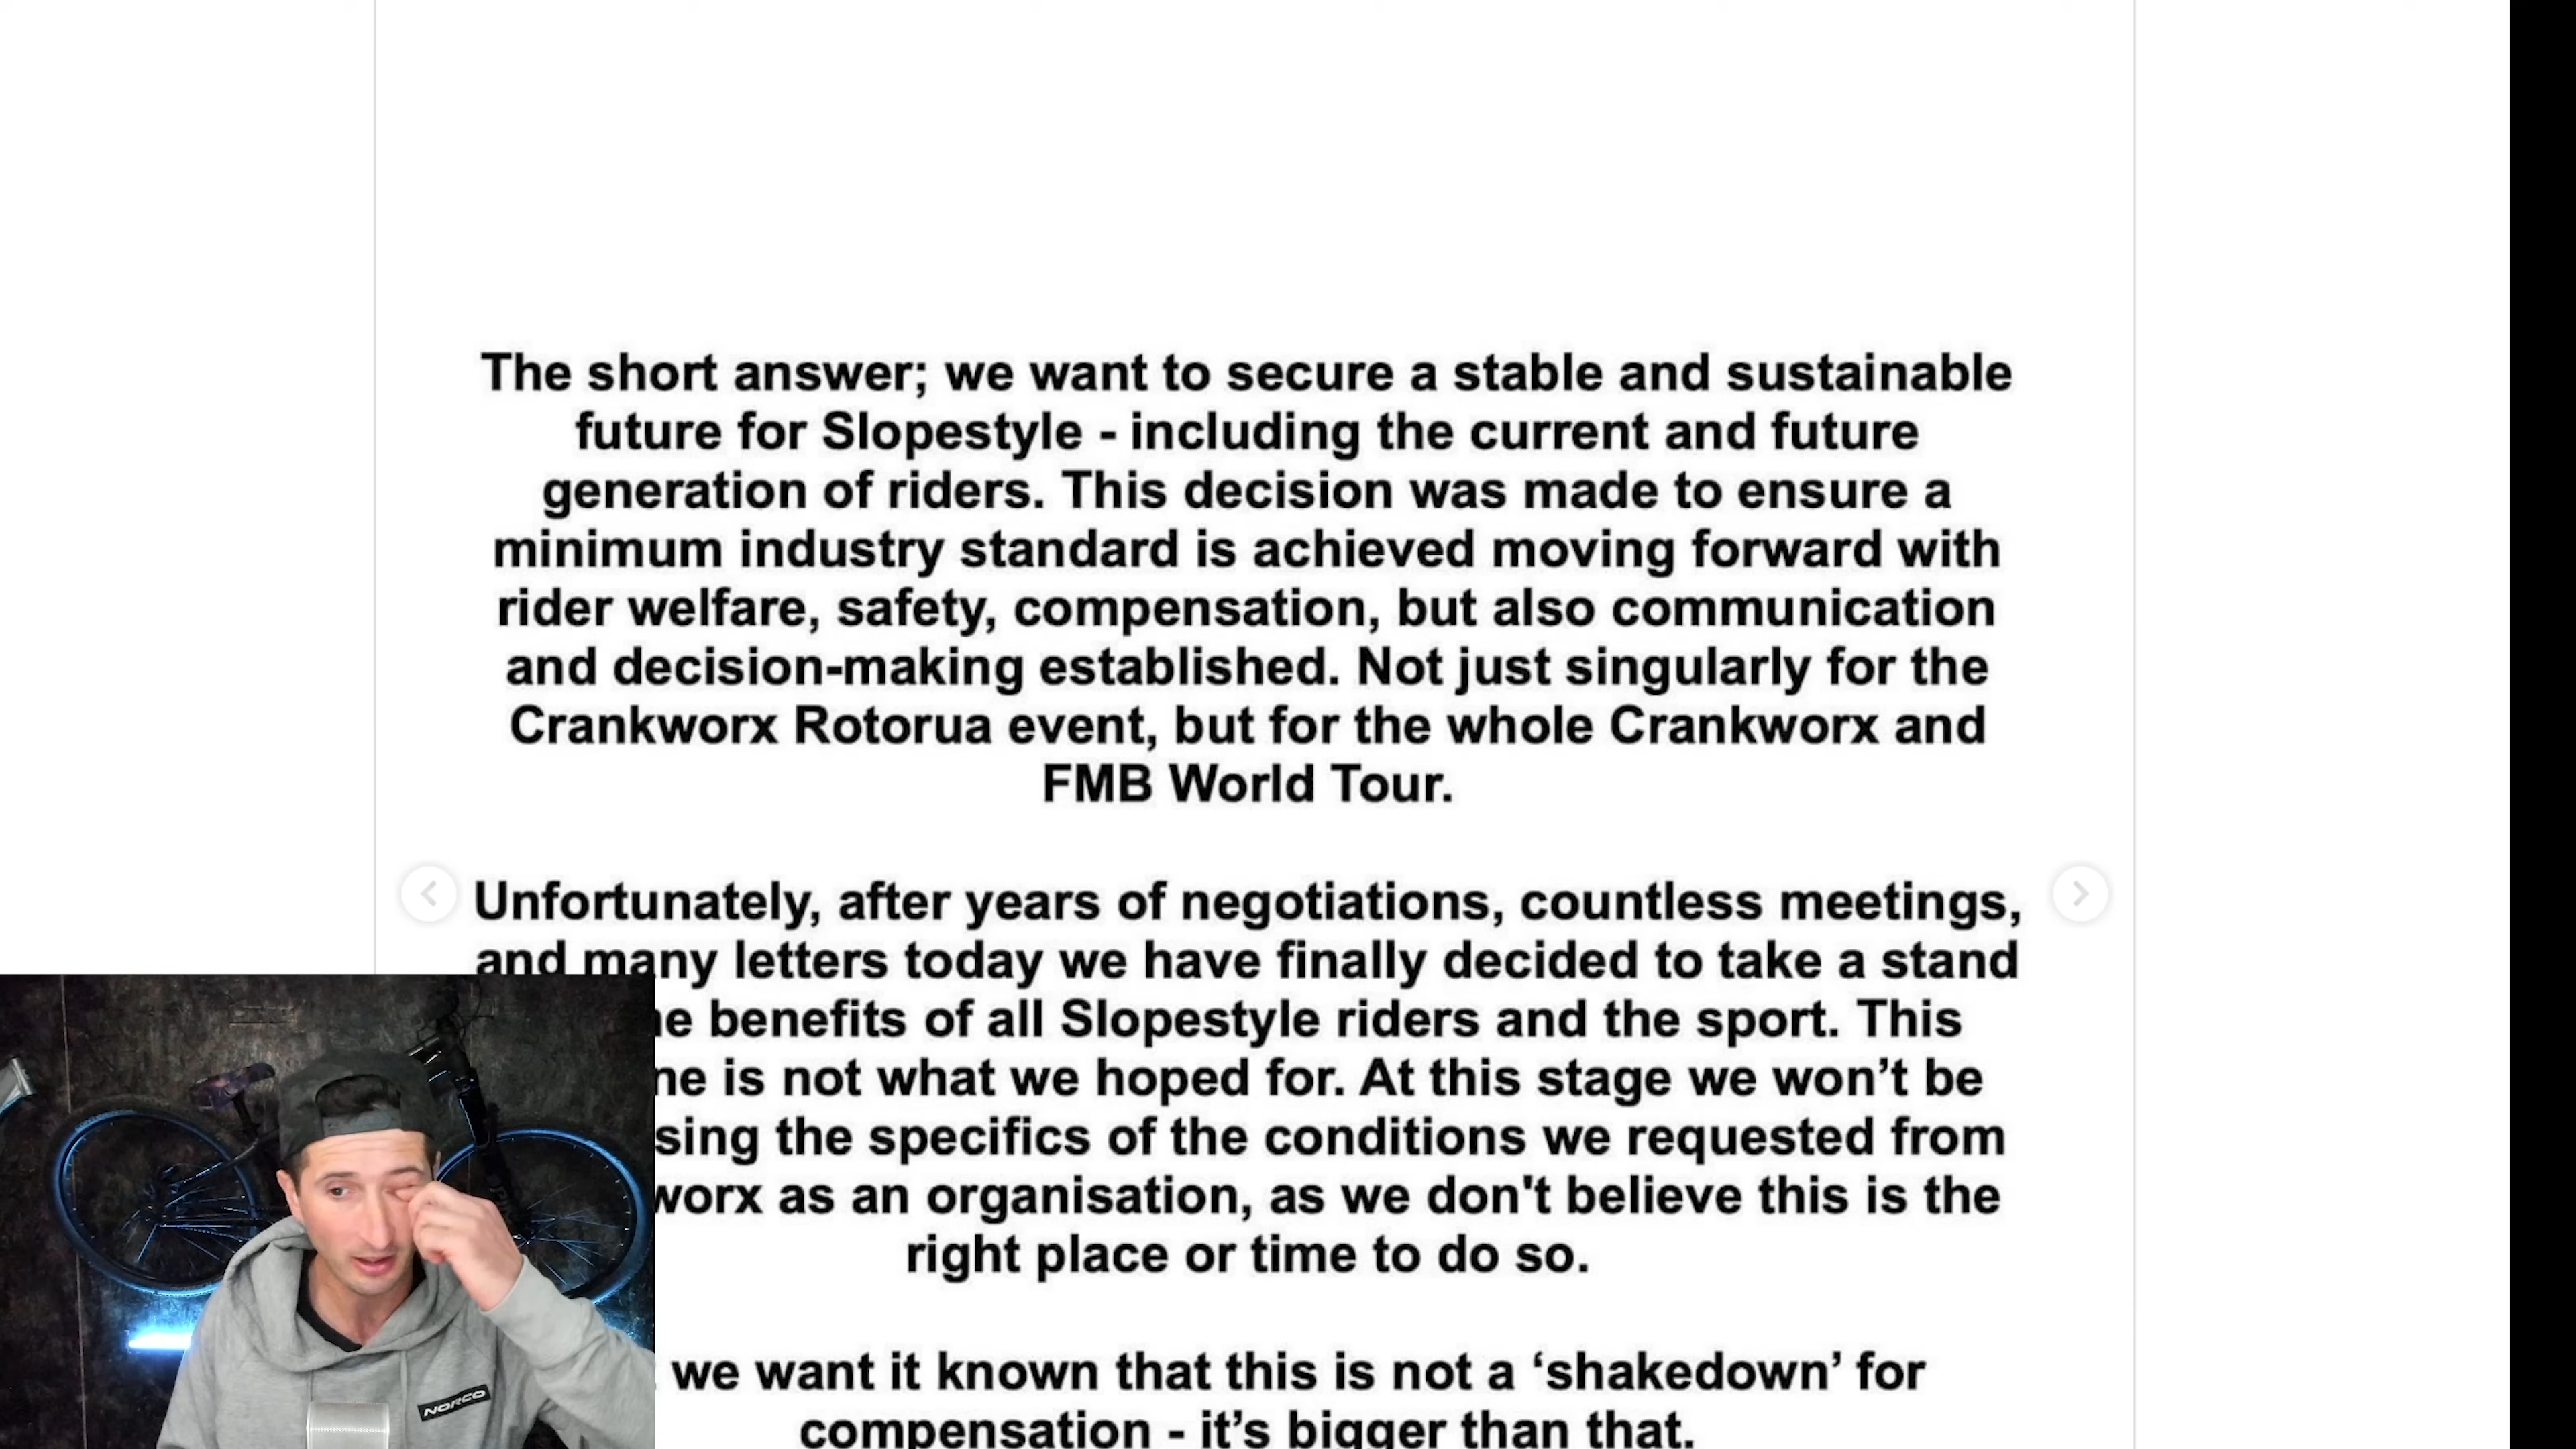 The short answer; we want to secure a stable and sustainable
future for Slopestyle - including the current and future
generation of riders. This decision was made to ensure a
minimum industry standard is achieved moving forward with
rider welfare, safety, compensation, but also communication
and decision-making established. Not just singularly for the
Crankworx Rotorua event, but for the whole Crankworx and
FMB World Tour.
Unfortunately, after years of negotiations, countless meetings,
and many letters today we have finally decided to take a stand
benefits of all Slopestyle riders and the sport. This
is not what we hoped for. At this stage we won’t be
the specifics of the conditions we requested from
as an organisation, as we don't believe this is the
right place or time to do so.
we want it known that this is not a ‘shakedown’ for
compensation - it’s bigger than that.
NORCO